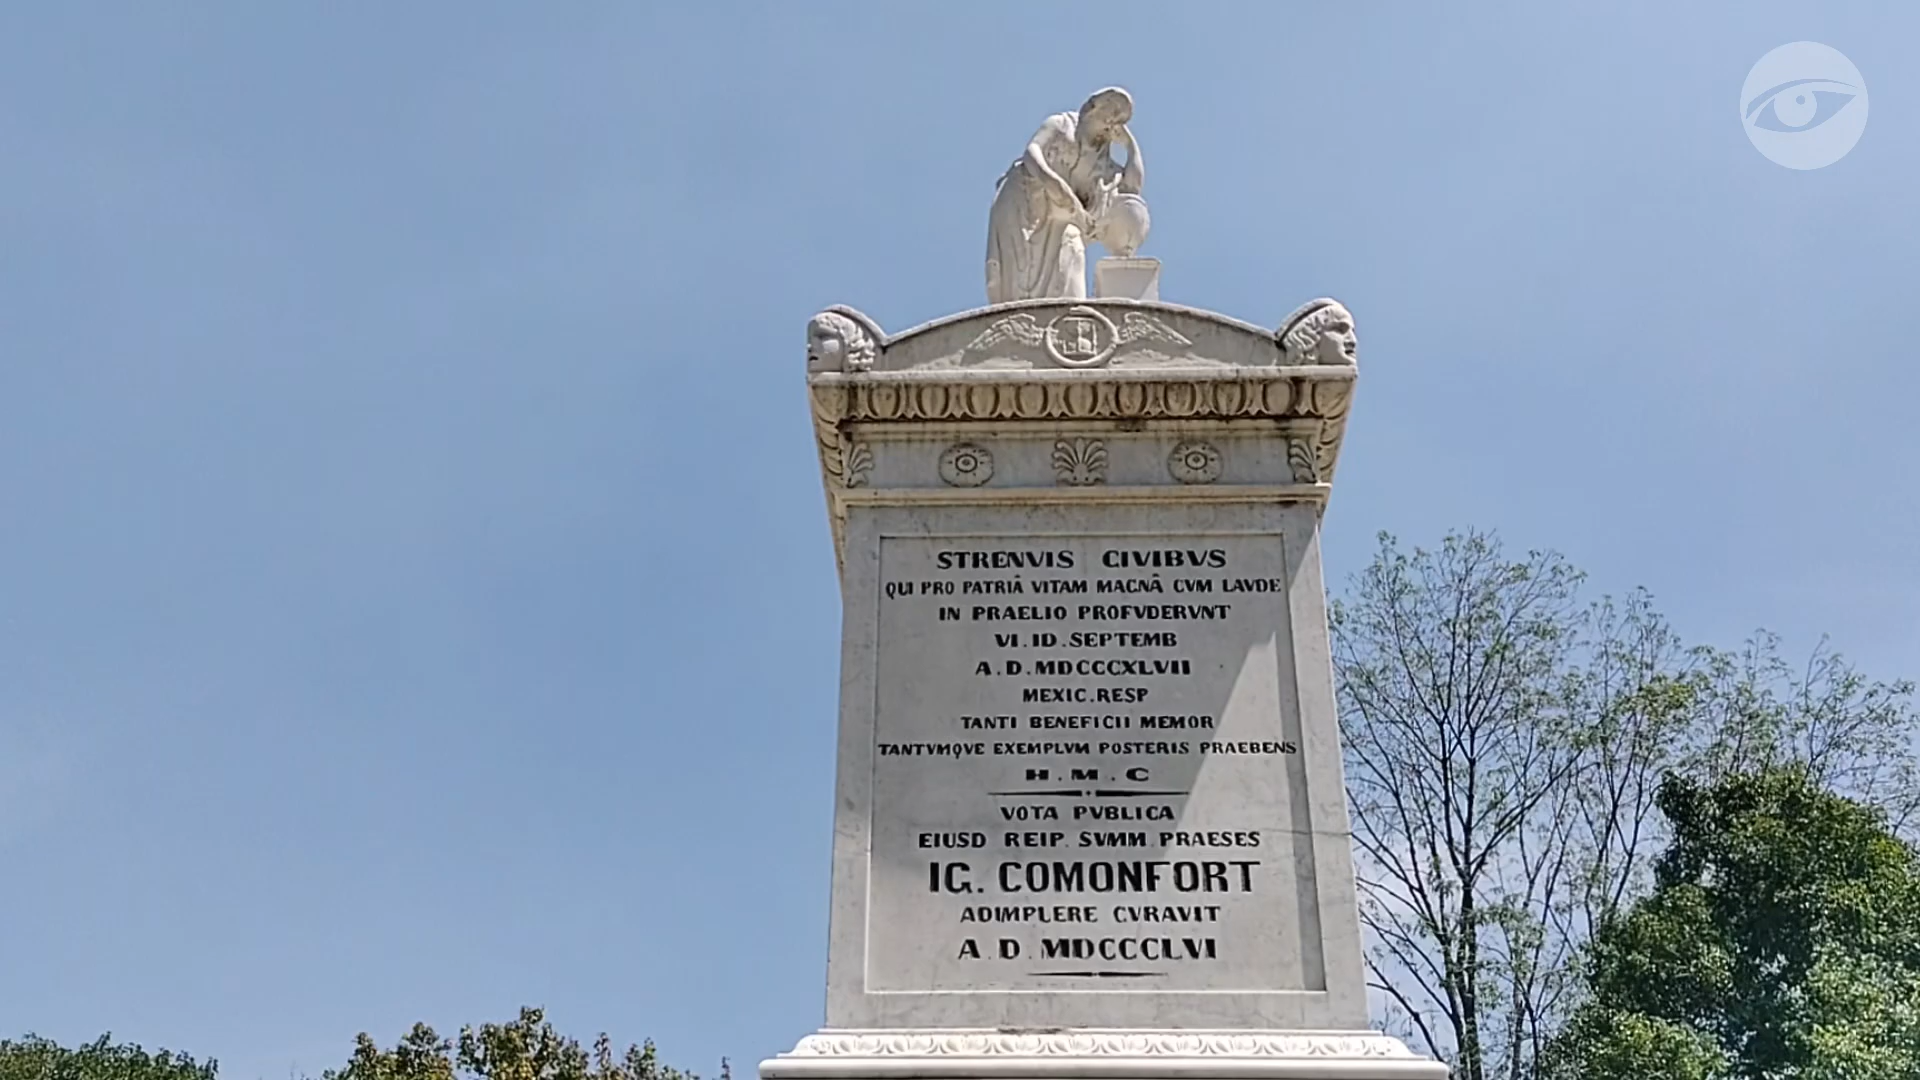 STRENVIS CIVIBVS
QUI PRO PATRIÂ VITAM MAGNÂ CVM LAVDE
IN PRAELIO PROFVDERVNT
VI. ID. SEPTEMB
A. D. MDCCCXLVII
MEXIC. RESP
TANTI BENEFICII MEMOR
TANTVMQVE EXEMPLVM POSTERIS PRAEBENS
H. M. C
VOTA PVBLICA
EIUSD REIP. SVMM PRAESES
IG. COMONFORT
ADIMPLERE CVRAVIT
A. D. MDCCCLVI